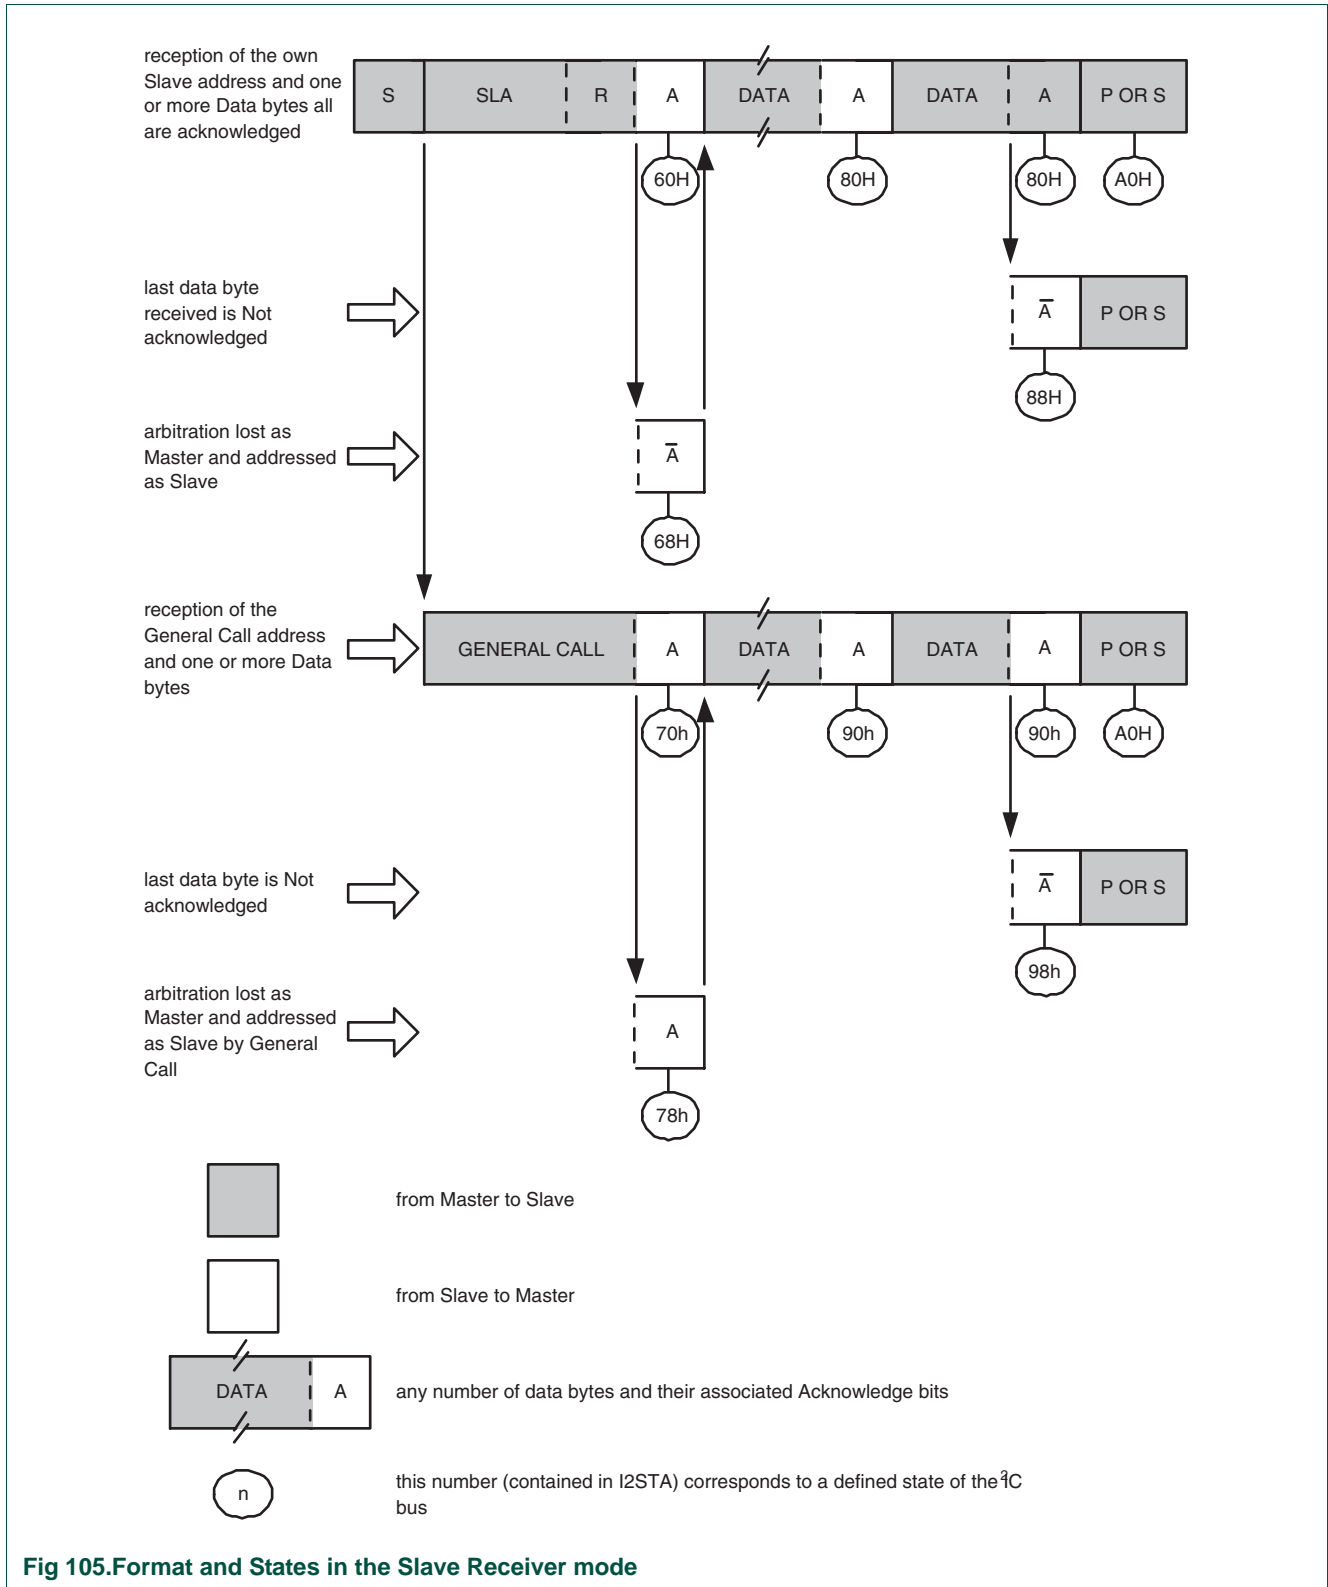 reception of the own
Slave address and one
or more Data bytes all
are acknowledged
S SLA R A DATA A DATA A P OR S
60H 80H 80H A0H
last data byte
received is Not
acknowledged
A̅ P OR S
88H
arbitration lost as
Master and addressed
as Slave
A̅
68H
reception of the
General Call address
and one or more Data
bytes
GENERAL CALL A DATA A DATA A P OR S
70h 90h 90h A0H
last data byte is Not
acknowledged
A̅ P OR S
98h
arbitration lost as
Master and addressed
as Slave by General
Call
A
78h
from Master to Slave
from Slave to Master
DATA A any number of data bytes and their associated Acknowledge bits
n this number (contained in I2STA) corresponds to a defined state of the I²C
bus
Fig 105.Format and States in the Slave Receiver mode